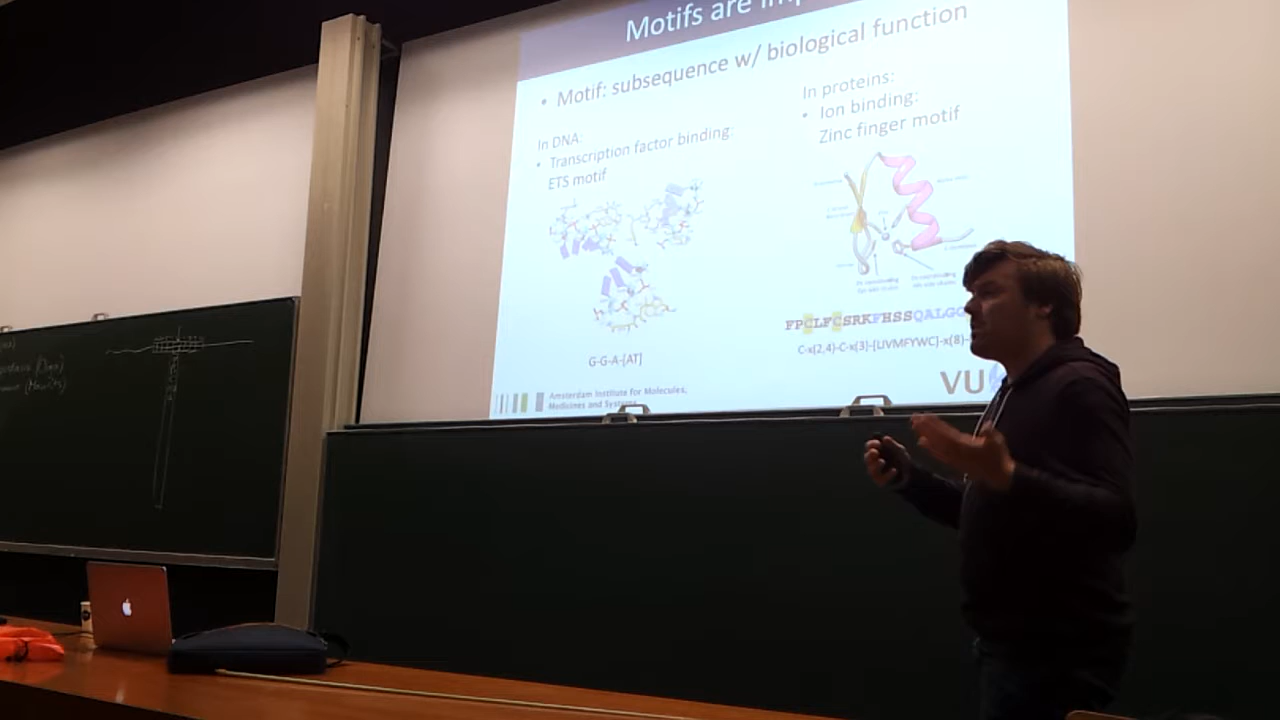 Motifs are
• Motif: subsequence w/ biological function
In DNA:
• Transcription factor binding:
ETS motif
In proteins:
• Ion binding:
Zinc finger motif
G-G-A-[AT]
FPCLFCSRKFHSSQALGG
C-x(2,4)-C-x(3)-[LIVMFYWC]-x(8)-
Amsterdam Institute for Molecules,
Medicines and Systems
VU